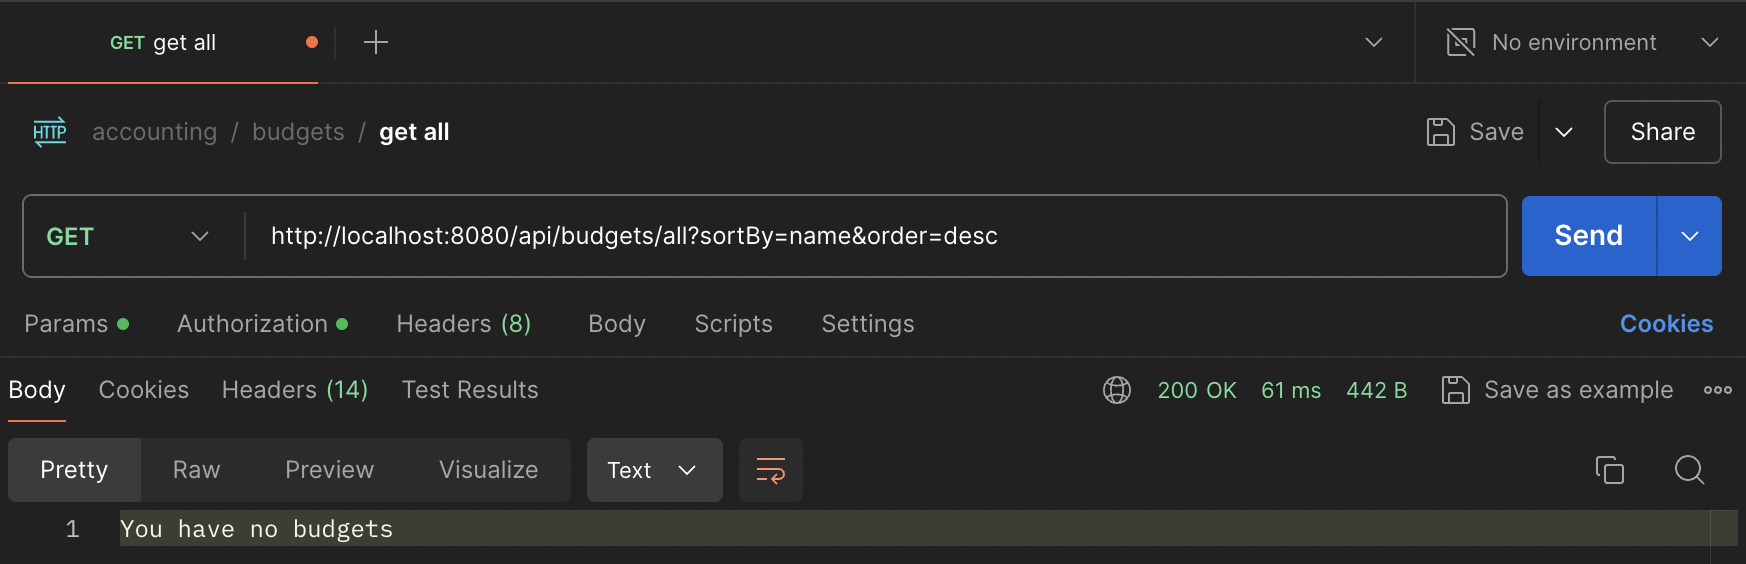 GET get all
No environment
HTTP accounting / budgets / get all
Save
Share
GET http://localhost:8080/api/budgets/all?sortBy=name&order=desc
Send
Params Authorization Headers (8) Body Scripts Settings Cookies
Body Cookies Headers (14) Test Results 200 OK 61 ms 442 B Save as example
Pretty Raw Preview Visualize Text
1 You have no budgets